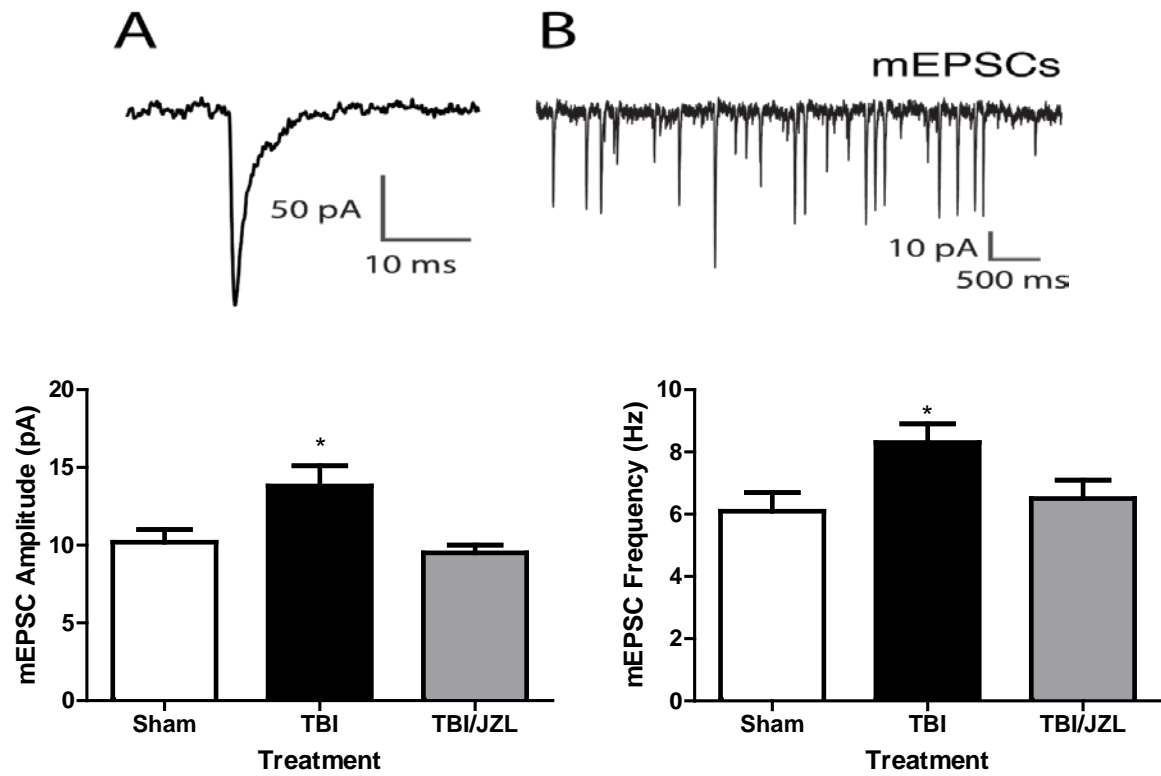 A
50 pA
10 ms
B
mEPSCs
10 pA
500 ms
mEPSC Amplitude (pA)
20
15
10
5
0
*
Sham TBI TBI/JZL
Treatment
mEPSC Frequency (Hz)
10
8
6
4
2
0
*
Sham TBI TBI/JZL
Treatment